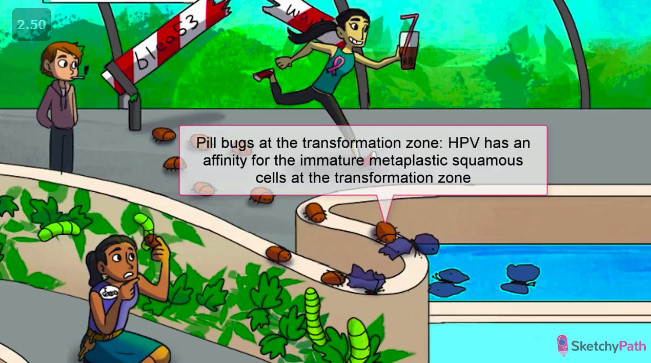 2.50
blea53
Pill bugs at the transformation zone: HPV has an
affinity for the immature metaplastic squamous
cells at the transformation zone
SketchyPath